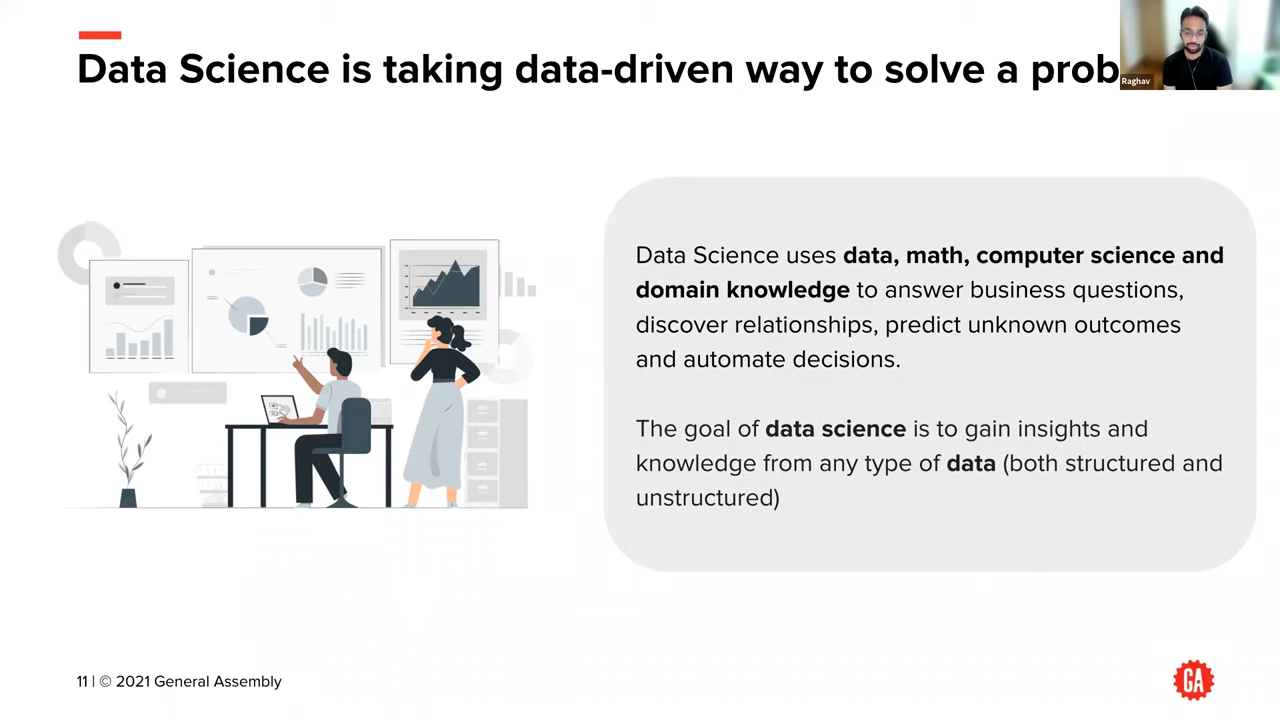 Data Science is taking data-driven way to solve a prob
Raghav
Data Science uses data, math, computer science and
domain knowledge to answer business questions,
discover relationships, predict unknown outcomes
and automate decisions.
The goal of data science is to gain insights and
knowledge from any type of data (both structured and
unstructured)
11 | © 2021 General Assembly
GA